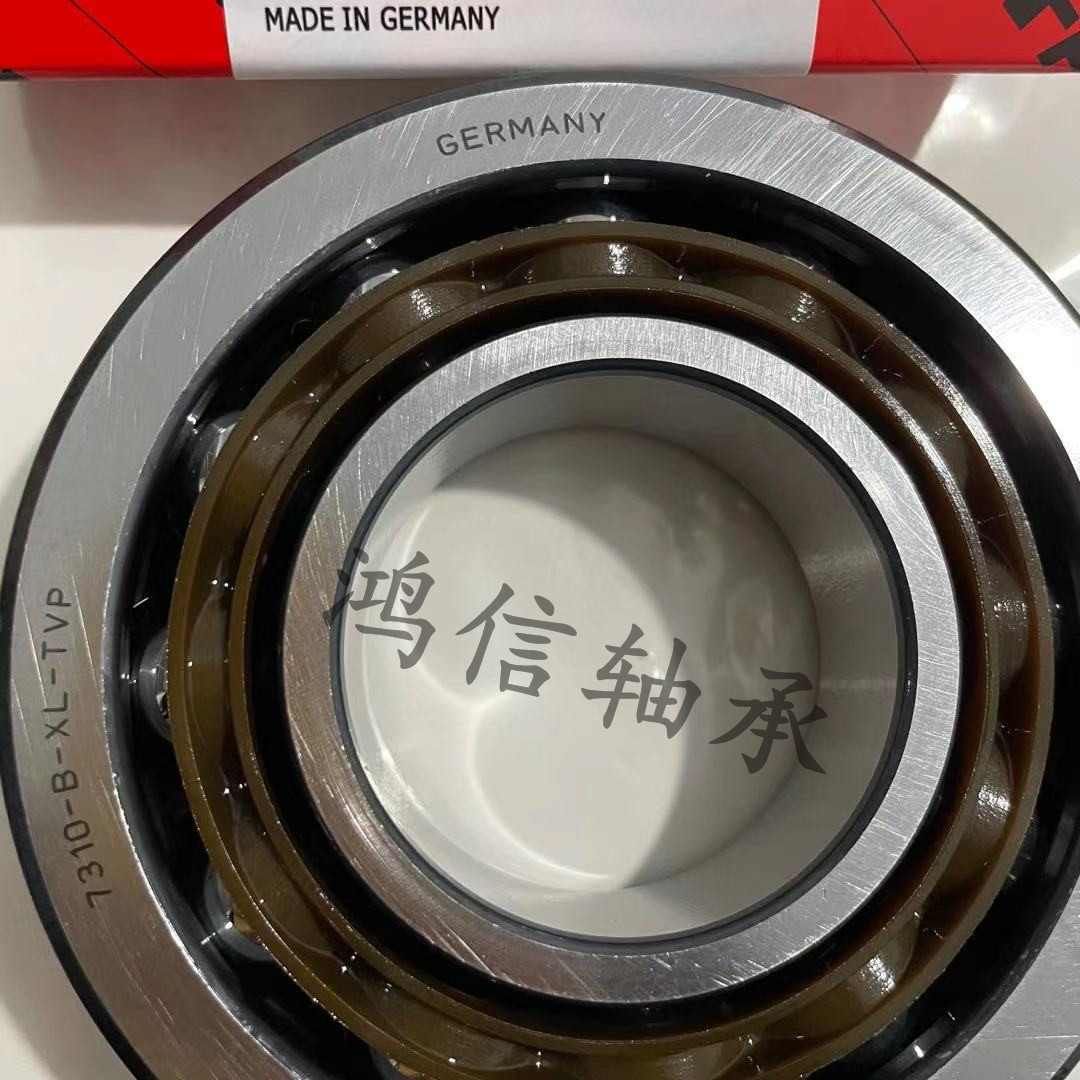 MADE IN GERMANY
GERMANY
7310-B-XL-TVP
鸿信轴承